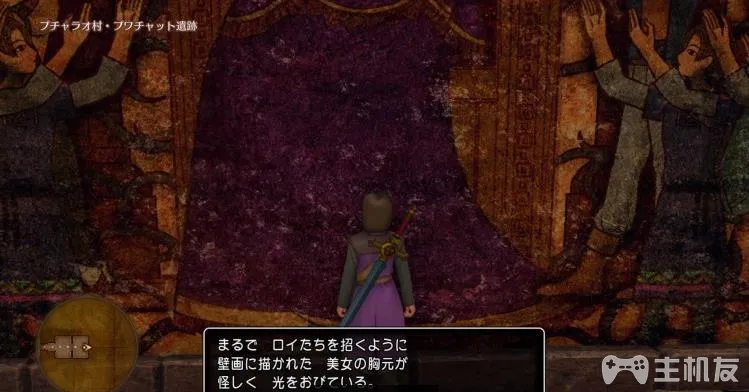 プチャラオ村・プワチャット遺跡
まるで　ロイたちを招くように
壁画に描かれた　美女の胸元が
怪しく　光をおびている。
主机友